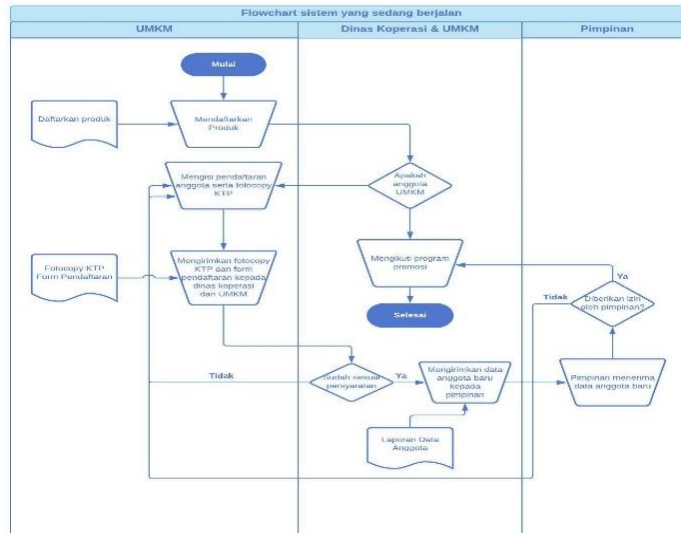 Flowchart sistem yang sedang berjalan
UMKM
Dinas Koperasi & UMKM
Pimpinan
Mulai
Daftarkan produk
Mendaftarkan
Produk
Mengisi pendaftaran
anggota serta fotocopy
KTP
Apakah
anggota
UMKM
Fotocopy KTP
Form Pendaftaran
Mengirimkan fotocopy
KTP dan form
pendaftaran kepada
dinas koperasi
dan UMKM
Mengikuti program
promosi
Selesai
Ya
Tidak
Diberikan izin
oleh pimpinan?
Tidak
Sudah sesuai
persyaratan
Ya
Mengirimkan data
anggota baru
kepada
pimpinan
Pimpinan menerima
data anggota baru
Laporan Data
Anggota